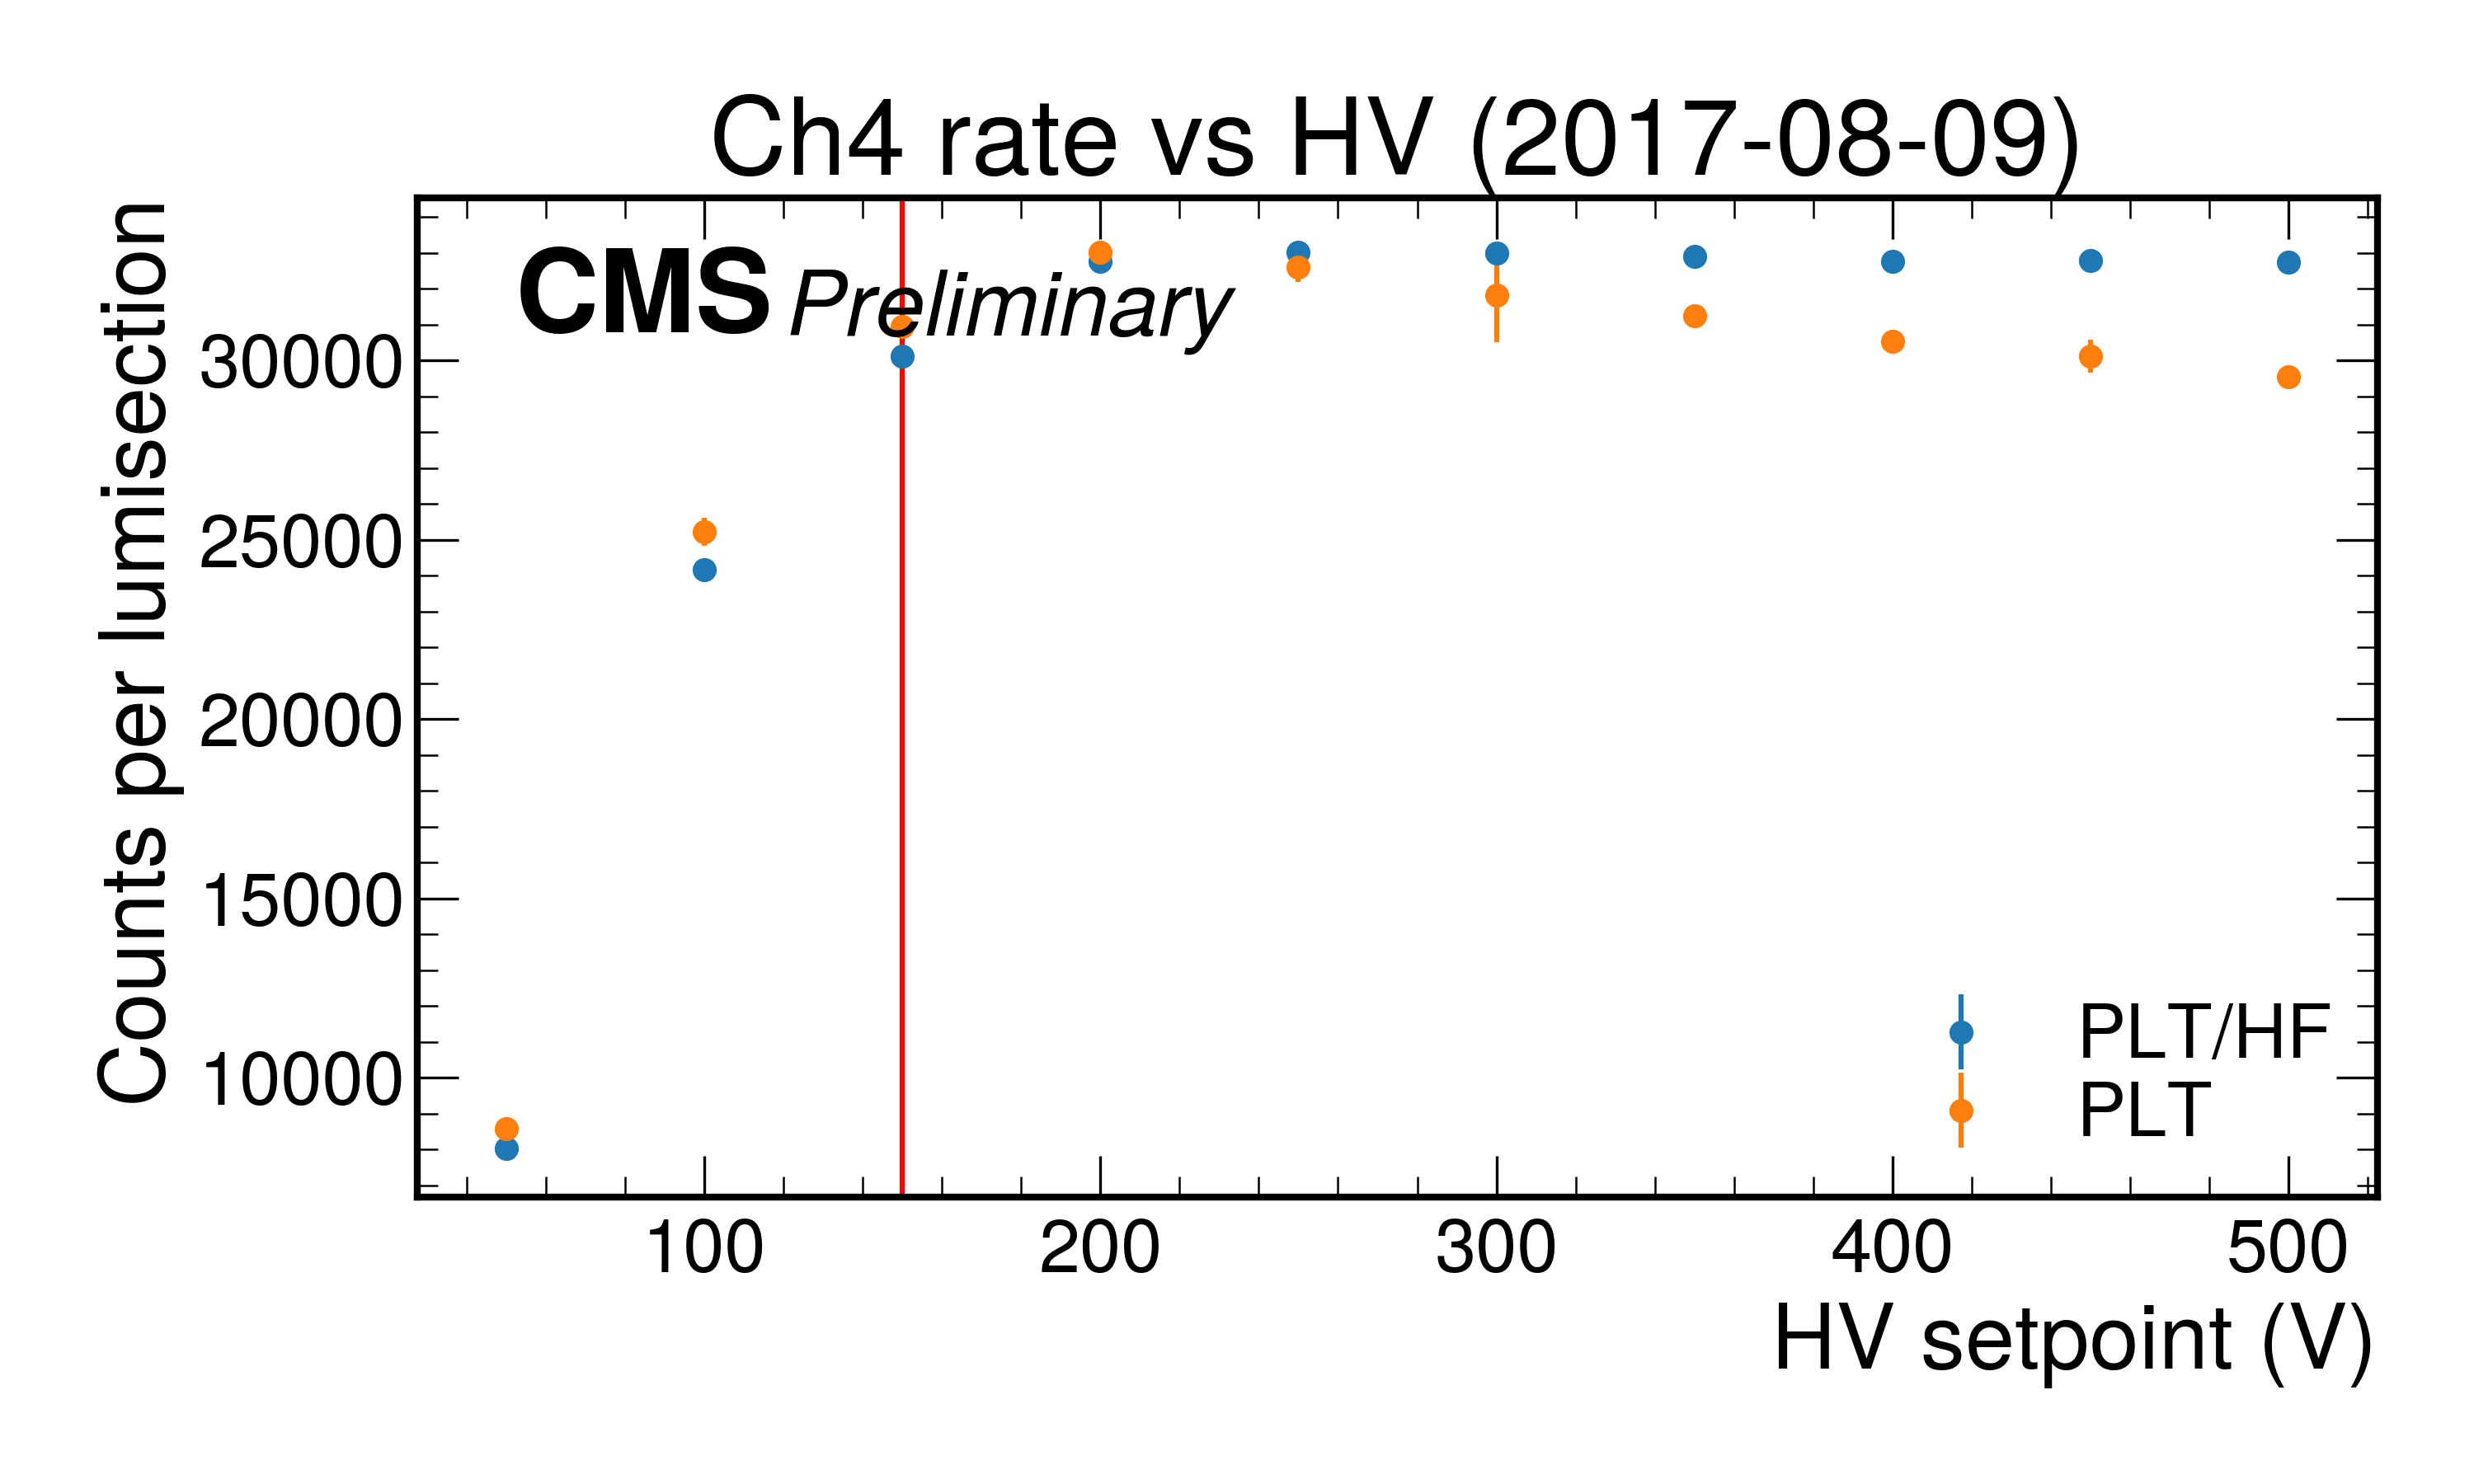 Ch4 rate vs HV (2017-08-09)
CMS Preliminary
Counts per lumisection
30000
25000
20000
15000
10000
PLT/HF
PLT
100 200 300 400 500
HV setpoint (V)